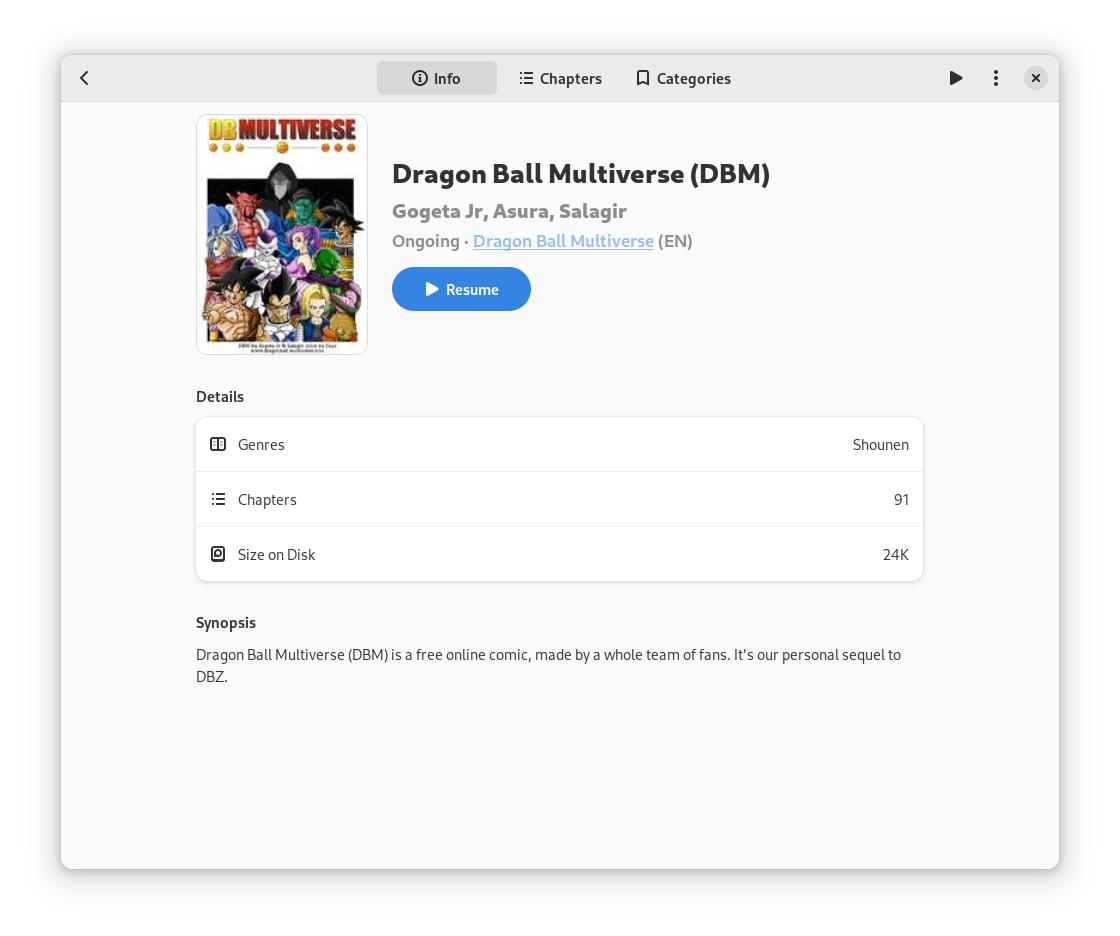 Info
Chapters
Categories
DBMULTIVERSE
Dragon Ball Multiverse (DBM)
Gogeta Jr, Asura, Salagir
Ongoing · Dragon Ball Multiverse (EN)
Resume
Details
Genres Shounen
Chapters 91
Size on Disk 24K
Synopsis
Dragon Ball Multiverse (DBM) is a free online comic, made by a whole team of fans. It's our personal sequel to
DBZ.